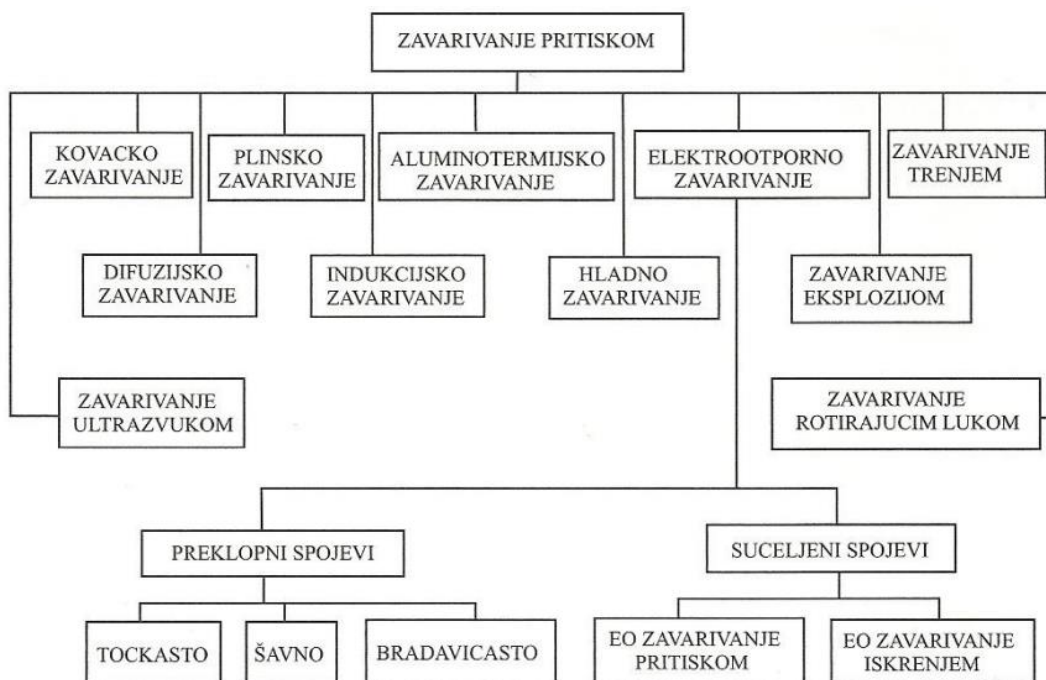 ZAVARIVANJE PRITISKOM
KOVACKO
ZAVARIVANJE
PLINSKO
ZAVARIVANJE
ALUMINOTERMIJSKO
ZAVARIVANJE
ELEKTROOTPORNO
ZAVARIVANJE
ZAVARIVANJE
TRENJEM
DIFUZIJSKO
ZAVARIVANJE
INDUKCIJSKO
ZAVARIVANJE
HLADNO
ZAVARIVANJE
ZAVARIVANJE
EKSPLOZIJOM
ZAVARIVANJE
ULTRAZVUKOM
ZAVARIVANJE
ROTIRAJUCIM LUKOM
PREKLOPNI SPOJEVI
SUCELJENI SPOJEVI
TOCKASTO
ŠAVNO
BRADAVICASTO
EO ZAVARIVANJE
PRITISKOM
EO ZAVARIVANJE
ISKRENJEM